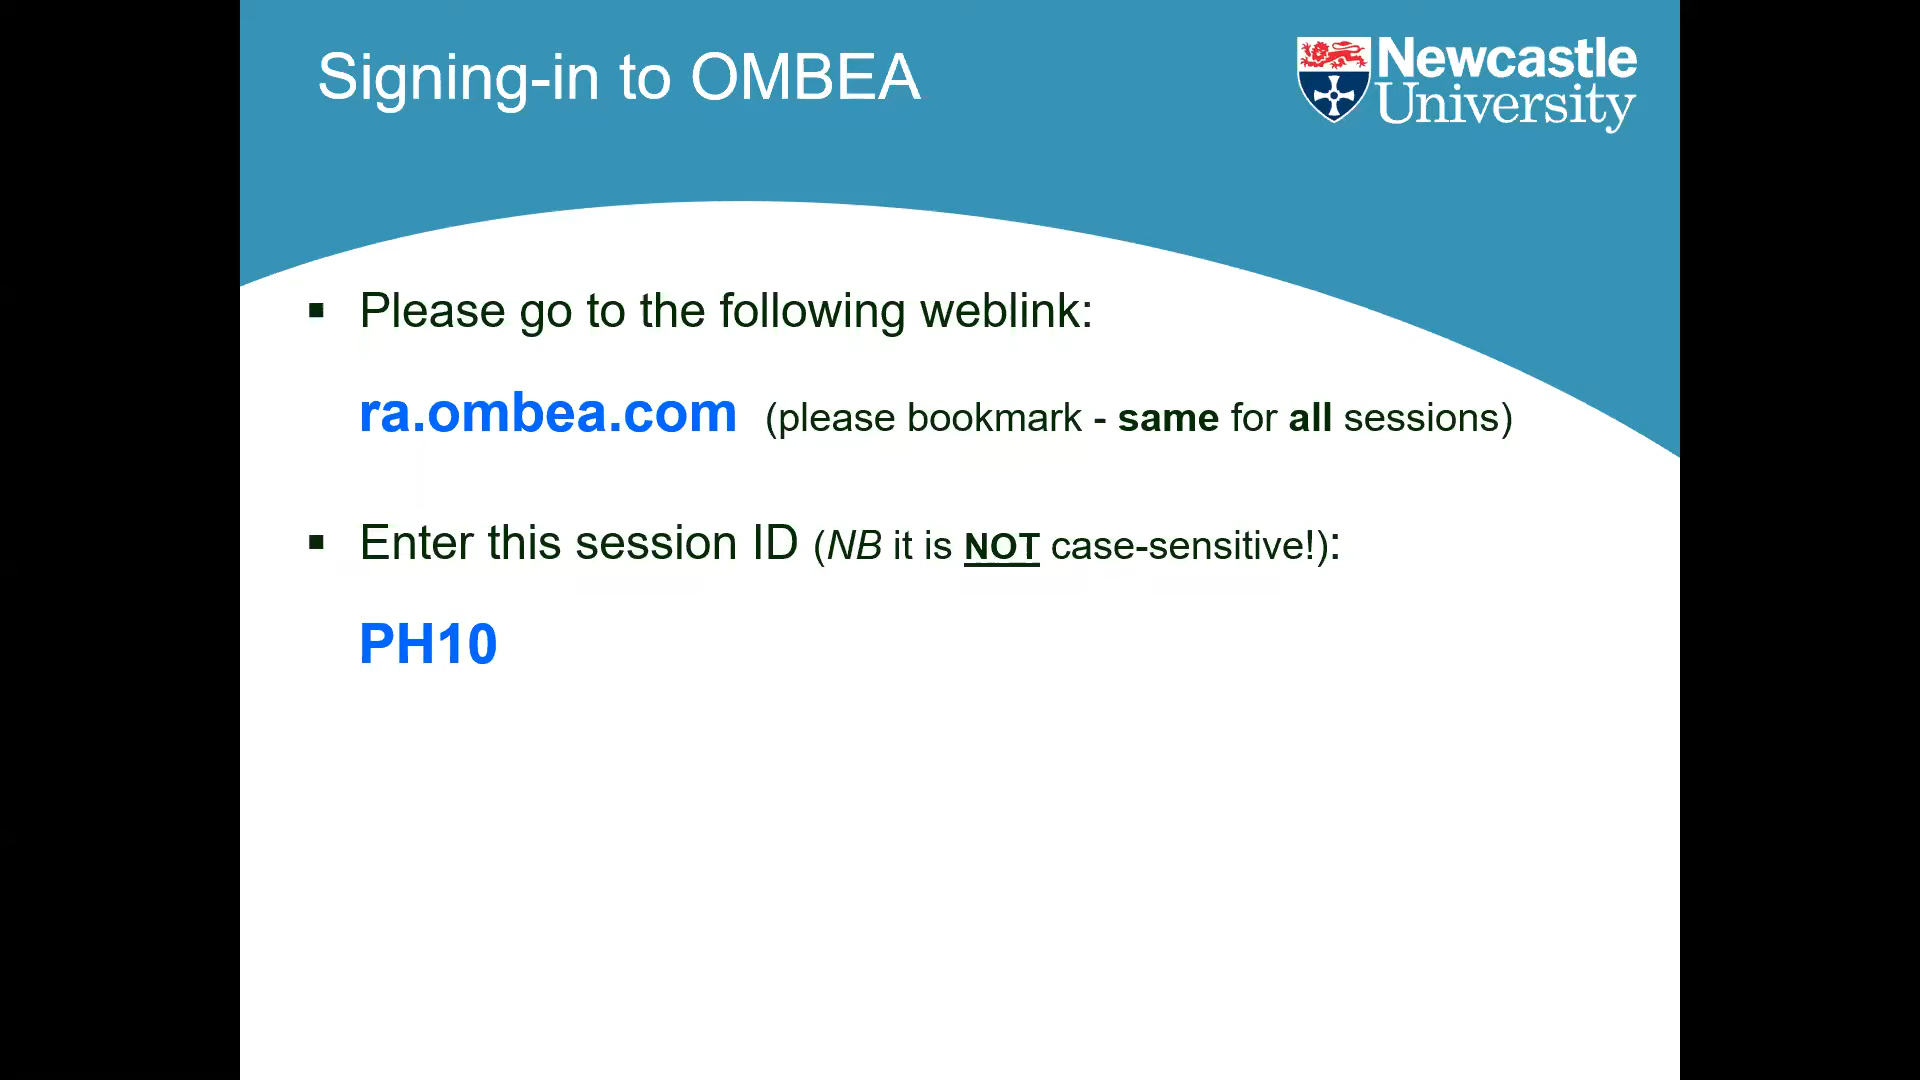 Signing-in to OMBEA
Newcastle
University
▪ Please go to the following weblink:
ra.ombea.com (please bookmark - same for all sessions)
▪ Enter this session ID (NB it is NOT case-sensitive!):
PH10